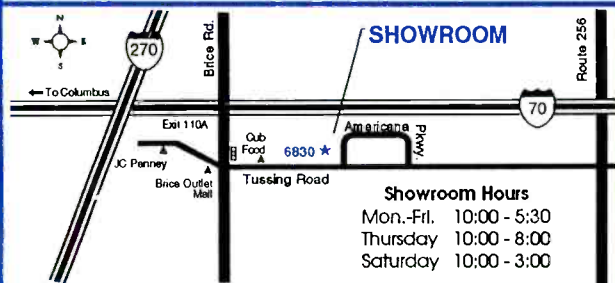 N
W E
S
270
Brice Rd.
SHOWROOM
Route 256
To Columbus
70
Exit 110A
Cub
Food
6830 ★
Americana
Pkwy.
JC Penney
Brice Outlet
Mall
Tussing Road
Showroom Hours
Mon.-Fri. 10:00 - 5:30
Thursday 10:00 - 8:00
Saturday 10:00 - 3:00